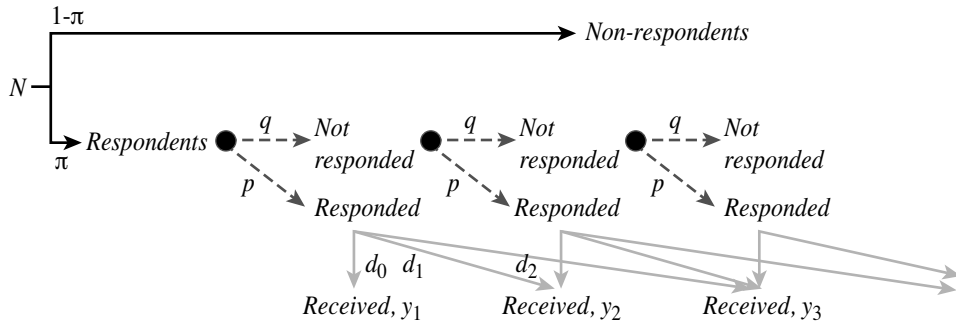 1-π
Non-respondents
N
Respondents
π
q
Not responded
q
Not responded
q
Not responded
p
p
p
Responded
Responded
Responded
d₀ d₁
d₂
Received, y₁
Received, y₂
Received, y₃